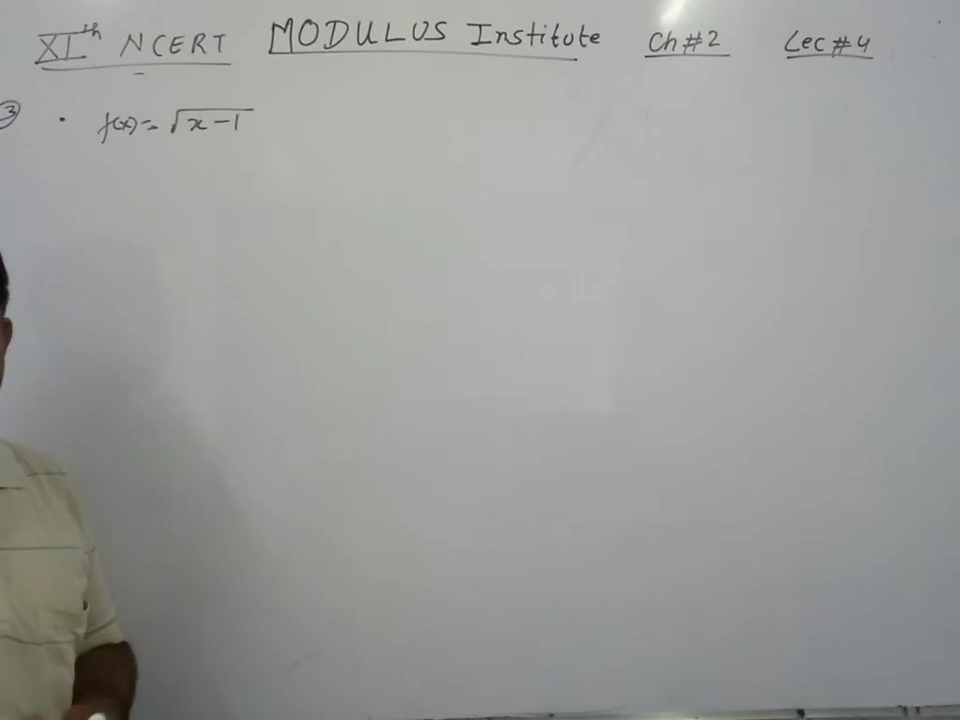 XIth NCERT MODULUS Institute Ch#2 Lec#4
③ • f(x)= √x-1